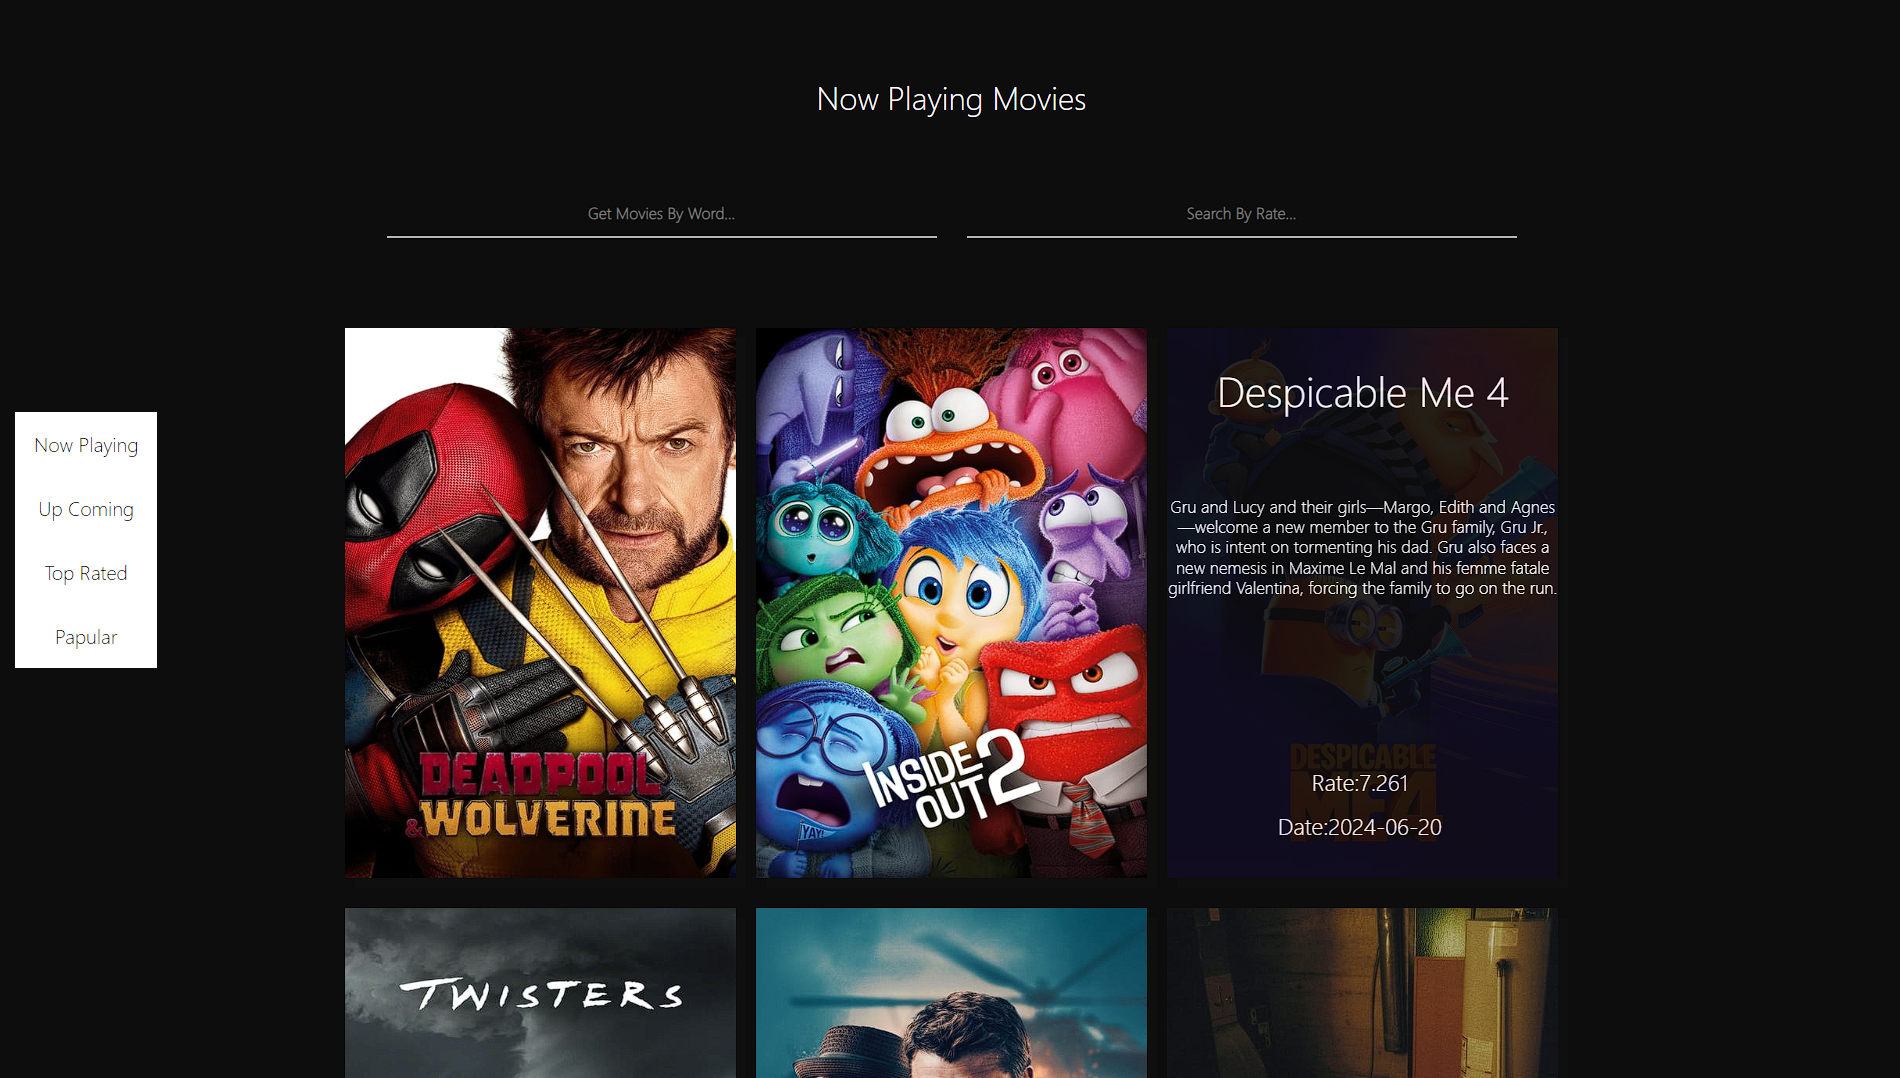 Now Playing Movies
Get Movies By Word...
Search By Rate...
Now Playing
Up Coming
Top Rated
Papular
DEADPOOL
& WOLVERINE
YAY!
INSIDE
OUT 2
Despicable Me 4
Gru and Lucy and their girls—Margo, Edith and Agnes
—welcome a new member to the Gru family, Gru Jr.,
who is intent on tormenting his dad. Gru also faces a
new nemesis in Maxime Le Mal and his femme fatale
girlfriend Valentina, forcing the family to go on the run.
DESPICABLE
ME 4
Rate:7.261
Date:2024-06-20
TWISTERS